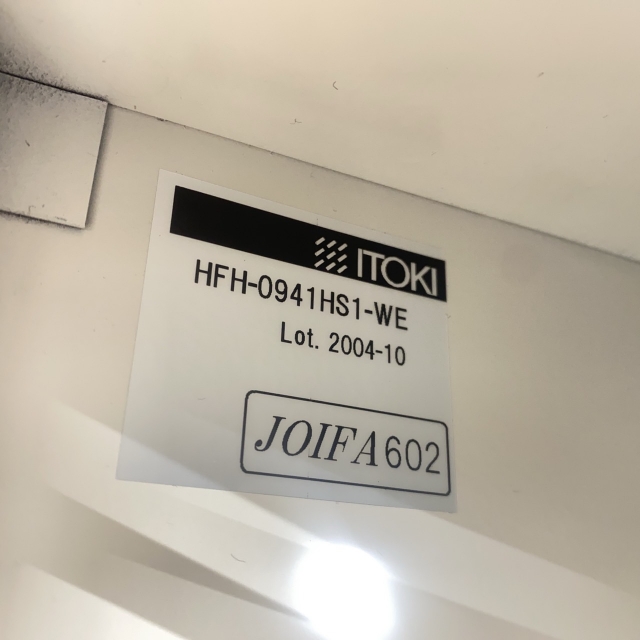 ITOKI
HFH-0941HS1-WE
Lot. 2004-10
JOIFA602